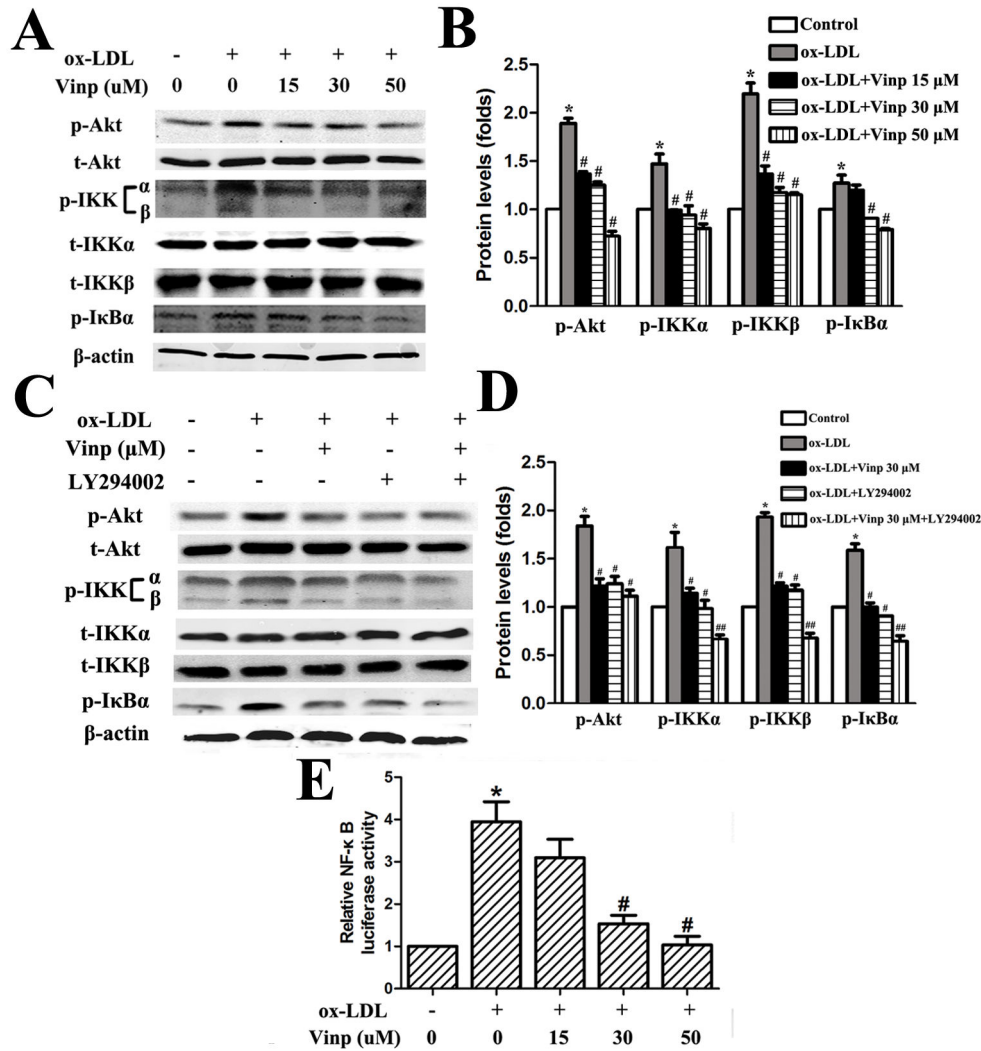 A
ox-LDL - + + + +
Vinp (uM) 0 0 15 30 50
p-Akt
t-Akt
p-IKK α
β
t-IKKα
t-IKKβ
p-IκBα
β-actin
B
Control
ox-LDL
ox-LDL+Vinp 15 μM
ox-LDL+Vinp 30 μM
ox-LDL+Vinp 50 μM
Protein levels (folds)
2.5
2.0
1.5
1.0
0.5
0.0
* # # #
* # # #
* # # #
* # #
p-Akt p-IKKα p-IKKβ p-IκBα
C
ox-LDL - + + + +
Vinp (μM) - - + - +
LY294002 - - - + +
p-Akt
t-Akt
p-IKK α
β
t-IKKα
t-IKKβ
p-IκBα
β-actin
D
Control
ox-LDL
ox-LDL+Vinp 30 μM
ox-LDL+LY294002
ox-LDL+Vinp 30 μM+LY294002
Protein levels (folds)
2.5
2.0
1.5
1.0
0.5
0.0
* # # #
* # # ##
* # # ##
* # # ##
p-Akt p-IKKα p-IKKβ p-IκBα
E
Relative NF-κ B
luciferase activity
5
4
3
2
1
0
* # #
ox-LDL - + + + +
Vinp (uM) 0 0 15 30 50